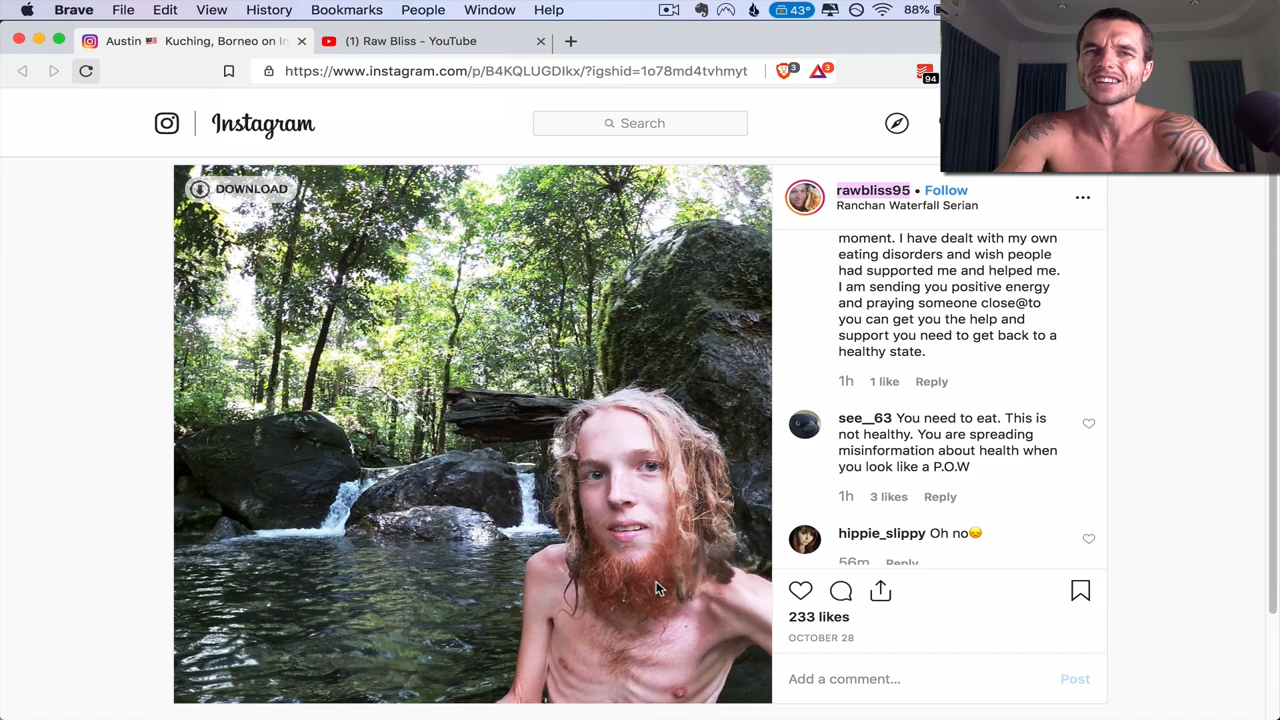 Brave File Edit View History Bookmarks People Window Help 43° 88%
Austin Kuching, Borneo on In (1) Raw Bliss - YouTube
https://www.instagram.com/p/B4KQLUGDIkx/?igshid=1o78md4tvhmyt 3 3 94
Instagram Search
DOWNLOAD
rawbliss95 • Follow
Ranchan Waterfall Serian
moment. I have dealt with my own
eating disorders and wish people
had supported me and helped me.
I am sending you positive energy
and praying someone close@to
you can get you the help and
support you need to get back to a
healthy state.
1h 1 like Reply
see__63 You need to eat. This is
not healthy. You are spreading
misinformation about health when
you look like a P.O.W
1h 3 likes Reply
hippie_slippy Oh no😞
56m Reply
233 likes
OCTOBER 28
Add a comment... Post